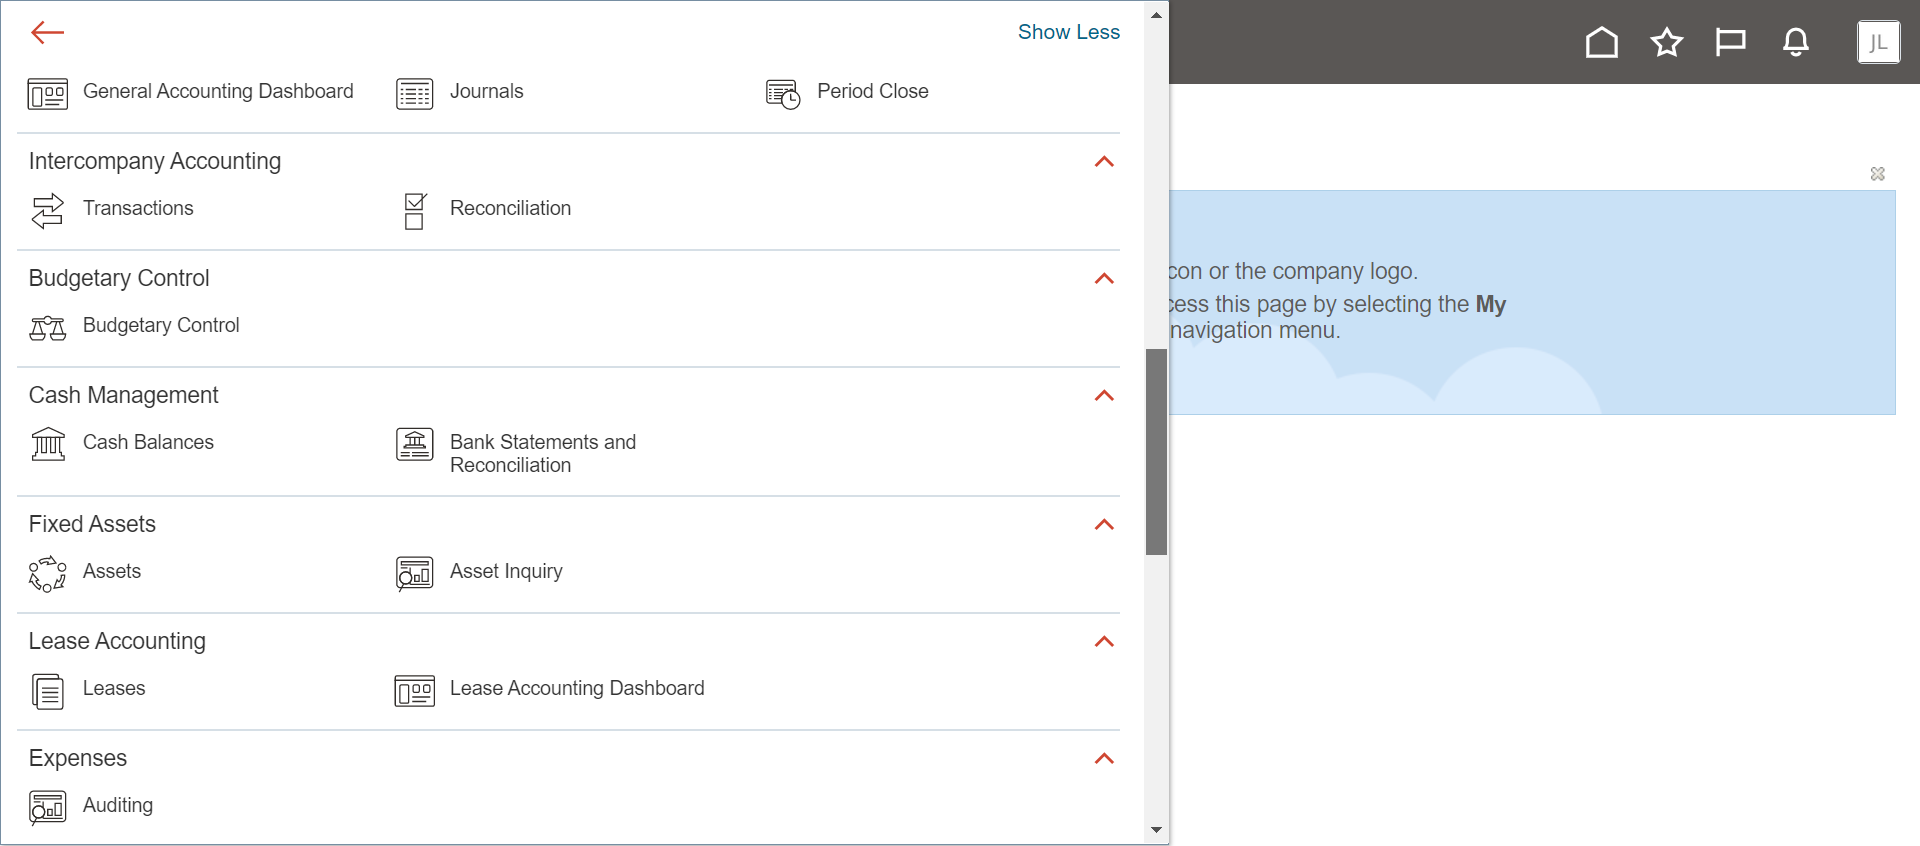 Show Less
JL
General Accounting Dashboard
Journals
Period Close
Intercompany Accounting
Transactions
Reconciliation
Budgetary Control
con or the company logo.
cess this page by selecting the My
navigation menu.
Budgetary Control
Cash Management
Cash Balances
Bank Statements and
Reconciliation
Fixed Assets
Assets
Asset Inquiry
Lease Accounting
Leases
Lease Accounting Dashboard
Expenses
Auditing